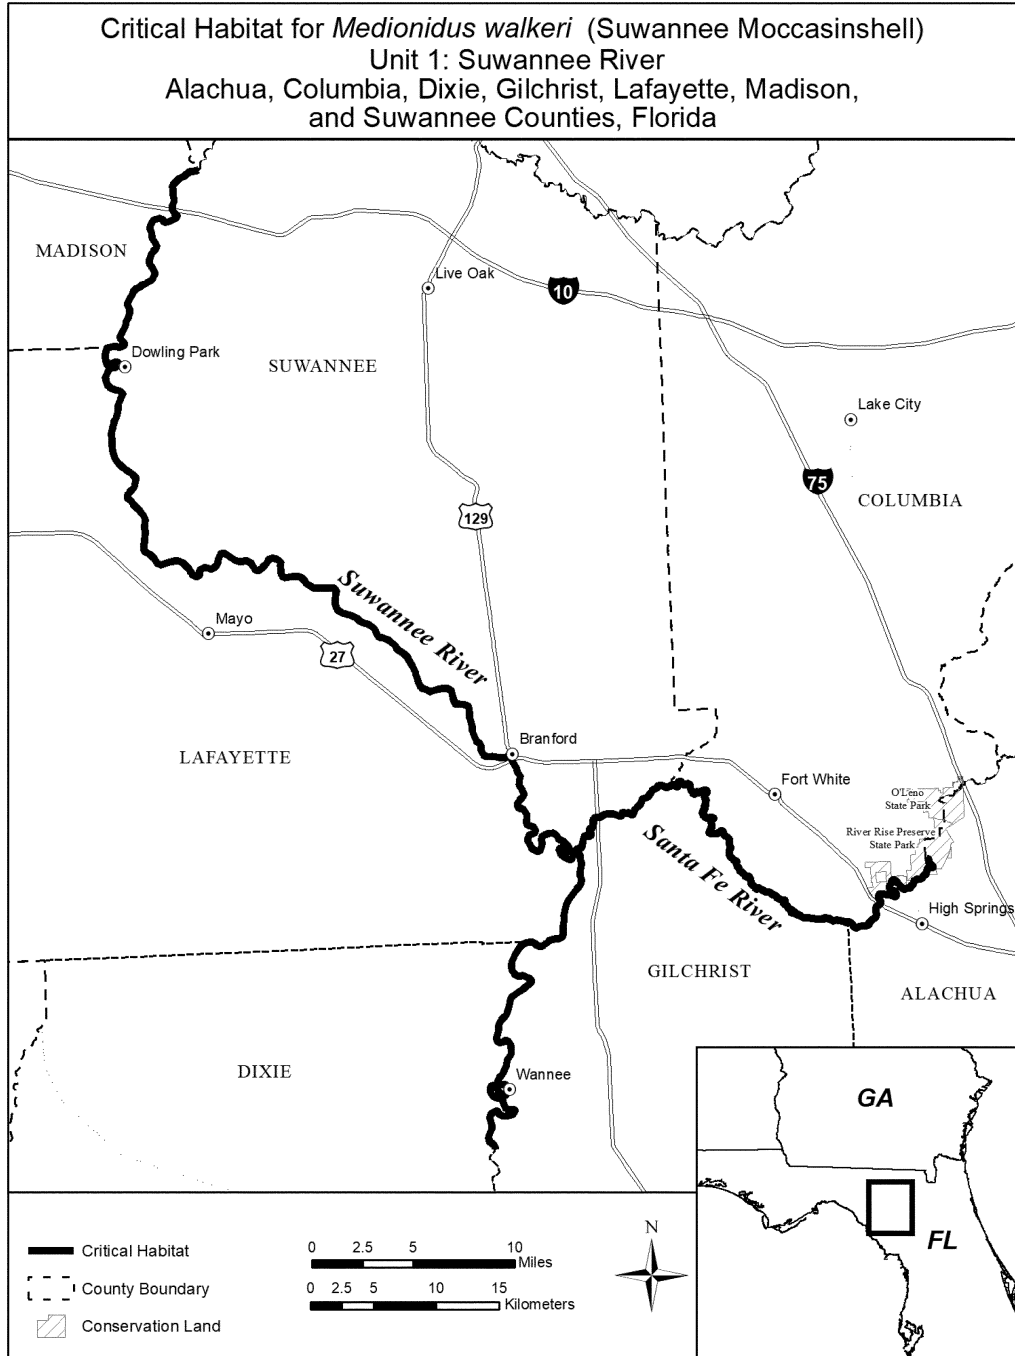 Critical Habitat for Medionidus walkeri (Suwannee Moccasinshell)
Unit 1: Suwannee River
Alachua, Columbia, Dixie, Gilchrist, Lafayette, Madison,
and Suwannee Counties, Florida
MADISON
Live Oak
10
Dowling Park
SUWANNEE
Lake City
75
COLUMBIA
129
Suwannee River
Mayo
27
Branford
LAFAYETTE
Fort White
O'Leno
State Park
River Rise Preserve
State Park
Santa Fe River
High Springs
GILCHRIST
ALACHUA
DIXIE
Wannee
GA
FL
N
Critical Habitat
County Boundary
Conservation Land
0 2.5 5 10
Miles
0 2.5 5 10 15
Kilometers